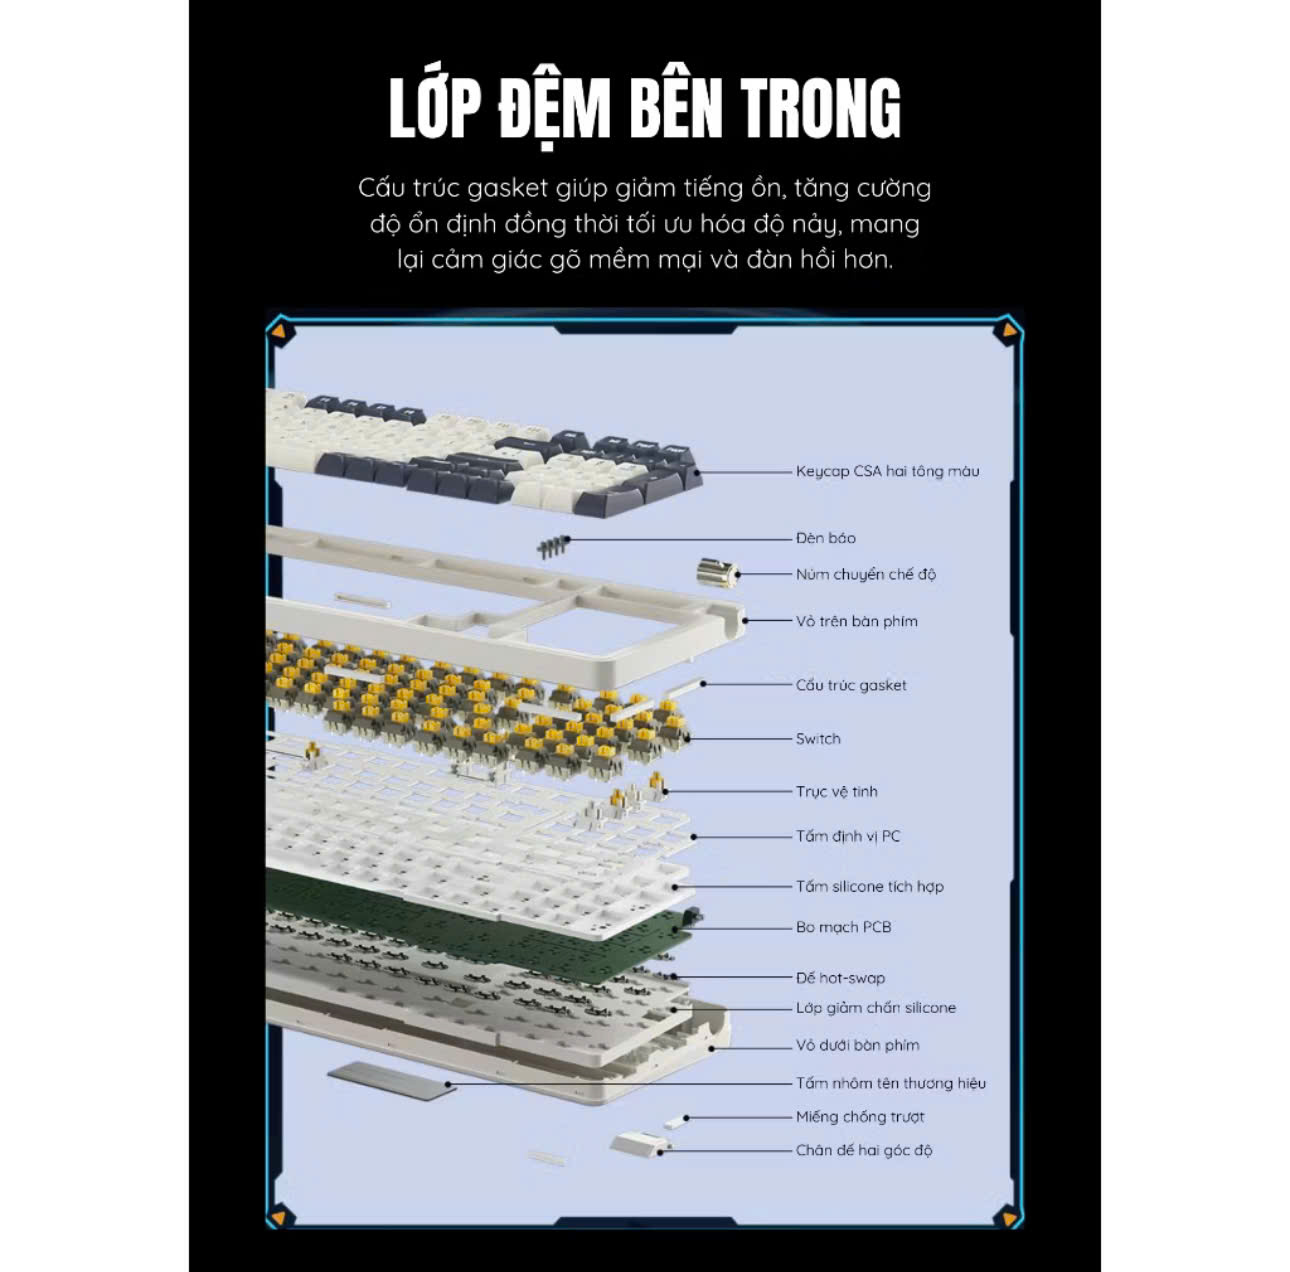 LỚP ĐỆM BÊN TRONG
Cấu trúc gasket giúp giảm tiếng ồn, tăng cường
độ ổn định đồng thời tối ưu hóa độ nảy, mang
lại cảm giác gõ mềm mại và đàn hồi hơn.
Keycap CSA hai tông màu
Đèn báo
Núm chuyển chế độ
Vỏ trên bàn phím
Cấu trúc gasket
Switch
Trục vệ tinh
Tấm định vị PC
Tấm silicone tích hợp
Bo mạch PCB
Đế hot-swap
Lớp giảm chấn silicone
Vỏ dưới bàn phím
Tấm nhôm tên thương hiệu
Miếng chống trượt
Chân đế hai góc độ